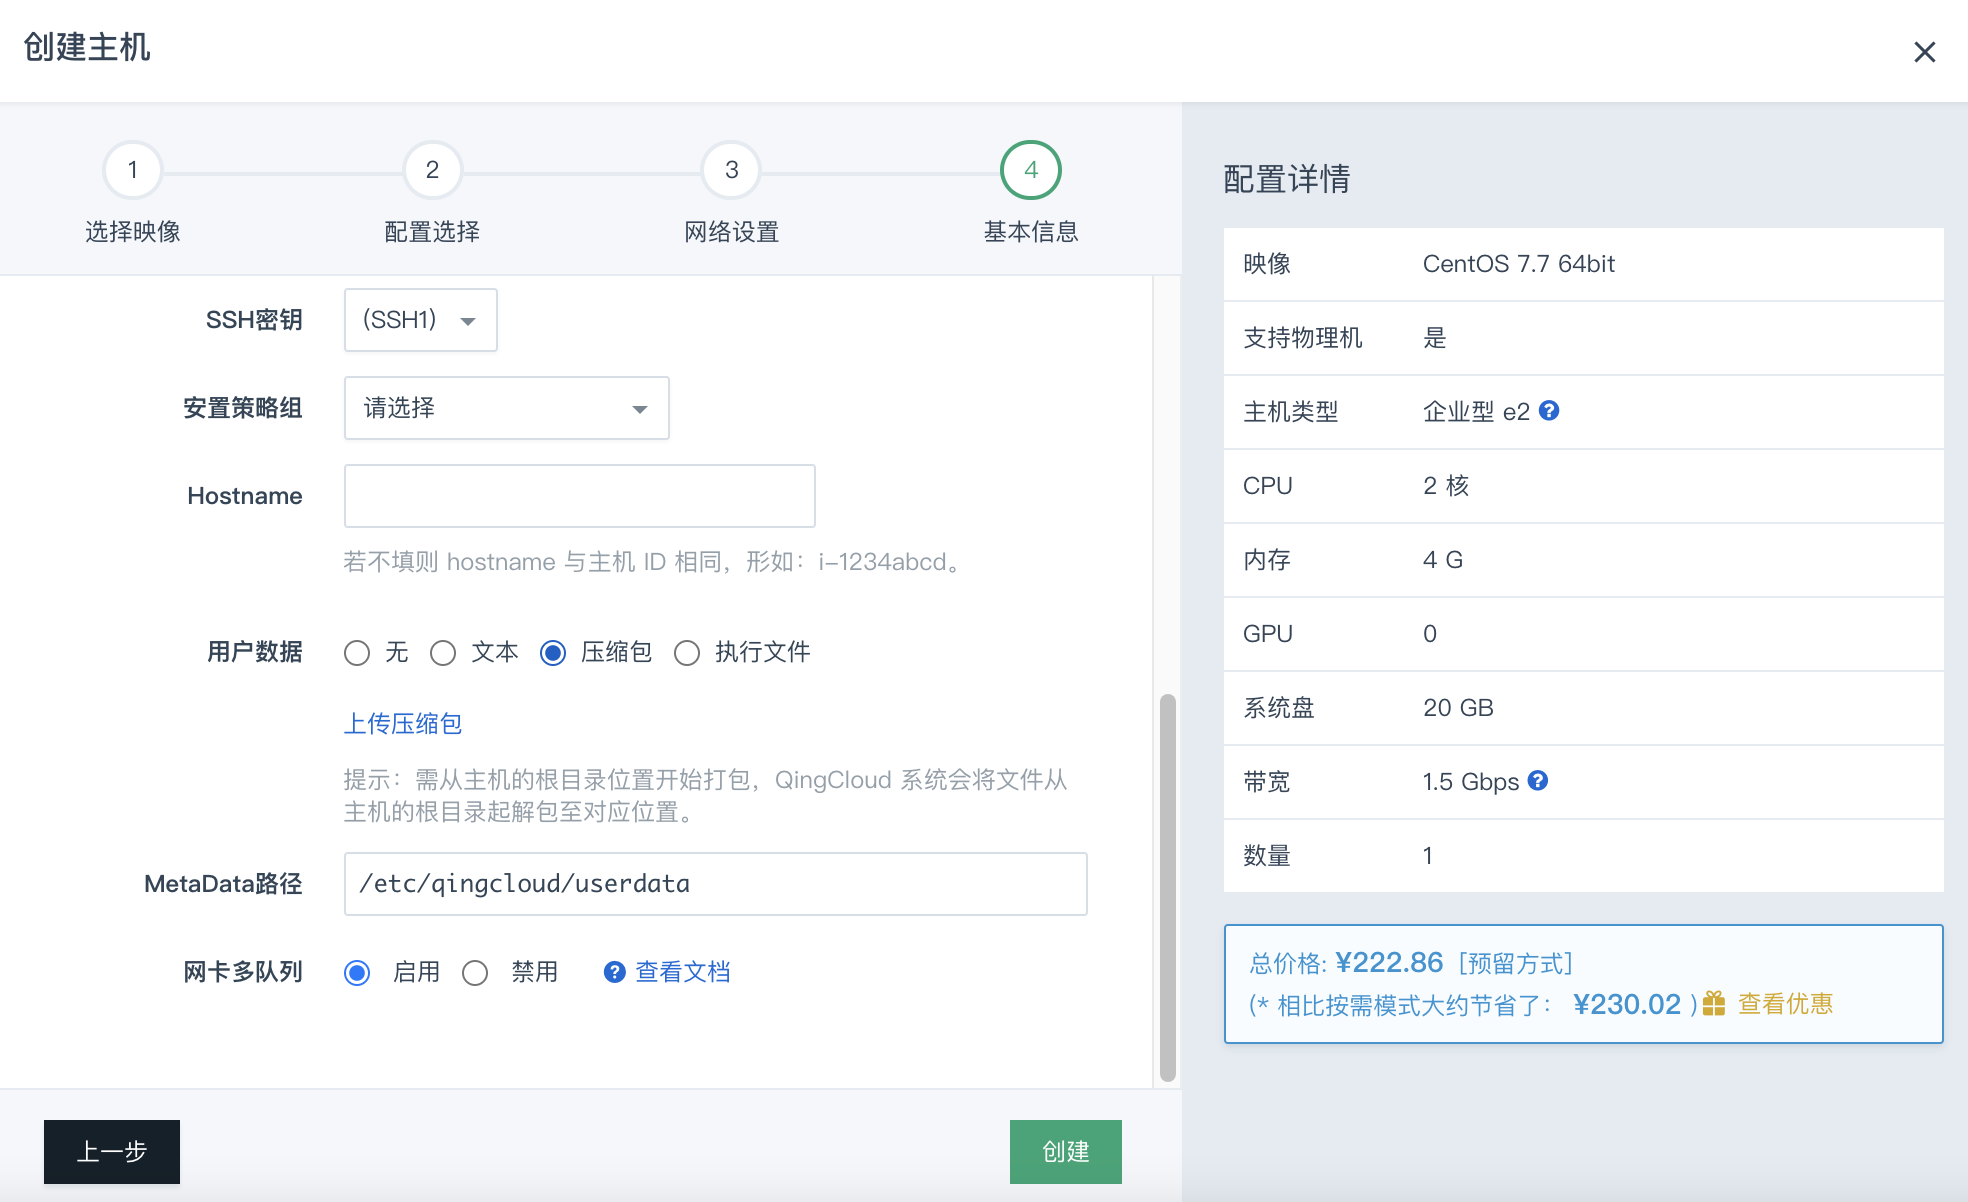 创建主机
1
2
3
4
选择映像
配置选择
网络设置
基本信息
SSH密钥
(SSH1)
安置策略组
请选择
Hostname
若不填则 hostname 与主机 ID 相同，形如：i-1234abcd。
用户数据
无 文本 压缩包 执行文件
上传压缩包
提示：需从主机的根目录位置开始打包，QingCloud 系统会将文件从
主机的根目录起解包至对应位置。
MetaData路径
/etc/qingcloud/userdata
网卡多队列
启用 禁用 ? 查看文档
上一步
创建
配置详情
映像 CentOS 7.7 64bit
支持物理机 是
主机类型 企业型 e2 ?
CPU 2 核
内存 4 G
GPU 0
系统盘 20 GB
带宽 1.5 Gbps ?
数量 1
总价格: ¥222.86 [预留方式]
(* 相比按需模式大约节省了： ¥230.02 ) 查看优惠